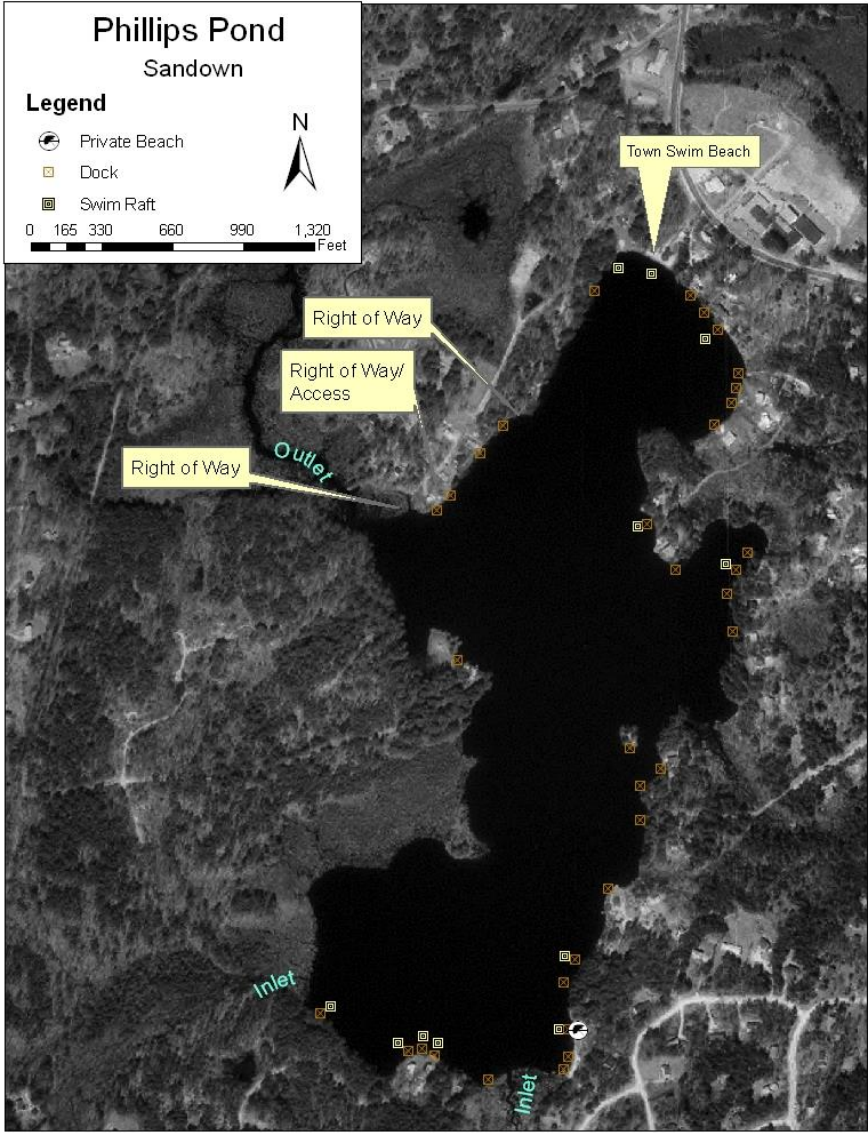 Phillips Pond
Sandown
Legend
Private Beach
Dock
Swim Raft
N
0 165 330 660 990 1,320
Feet
Town Swim Beach
Right of Way
Right of Way/
Access
Outlet
Right of Way
Inlet
Inlet